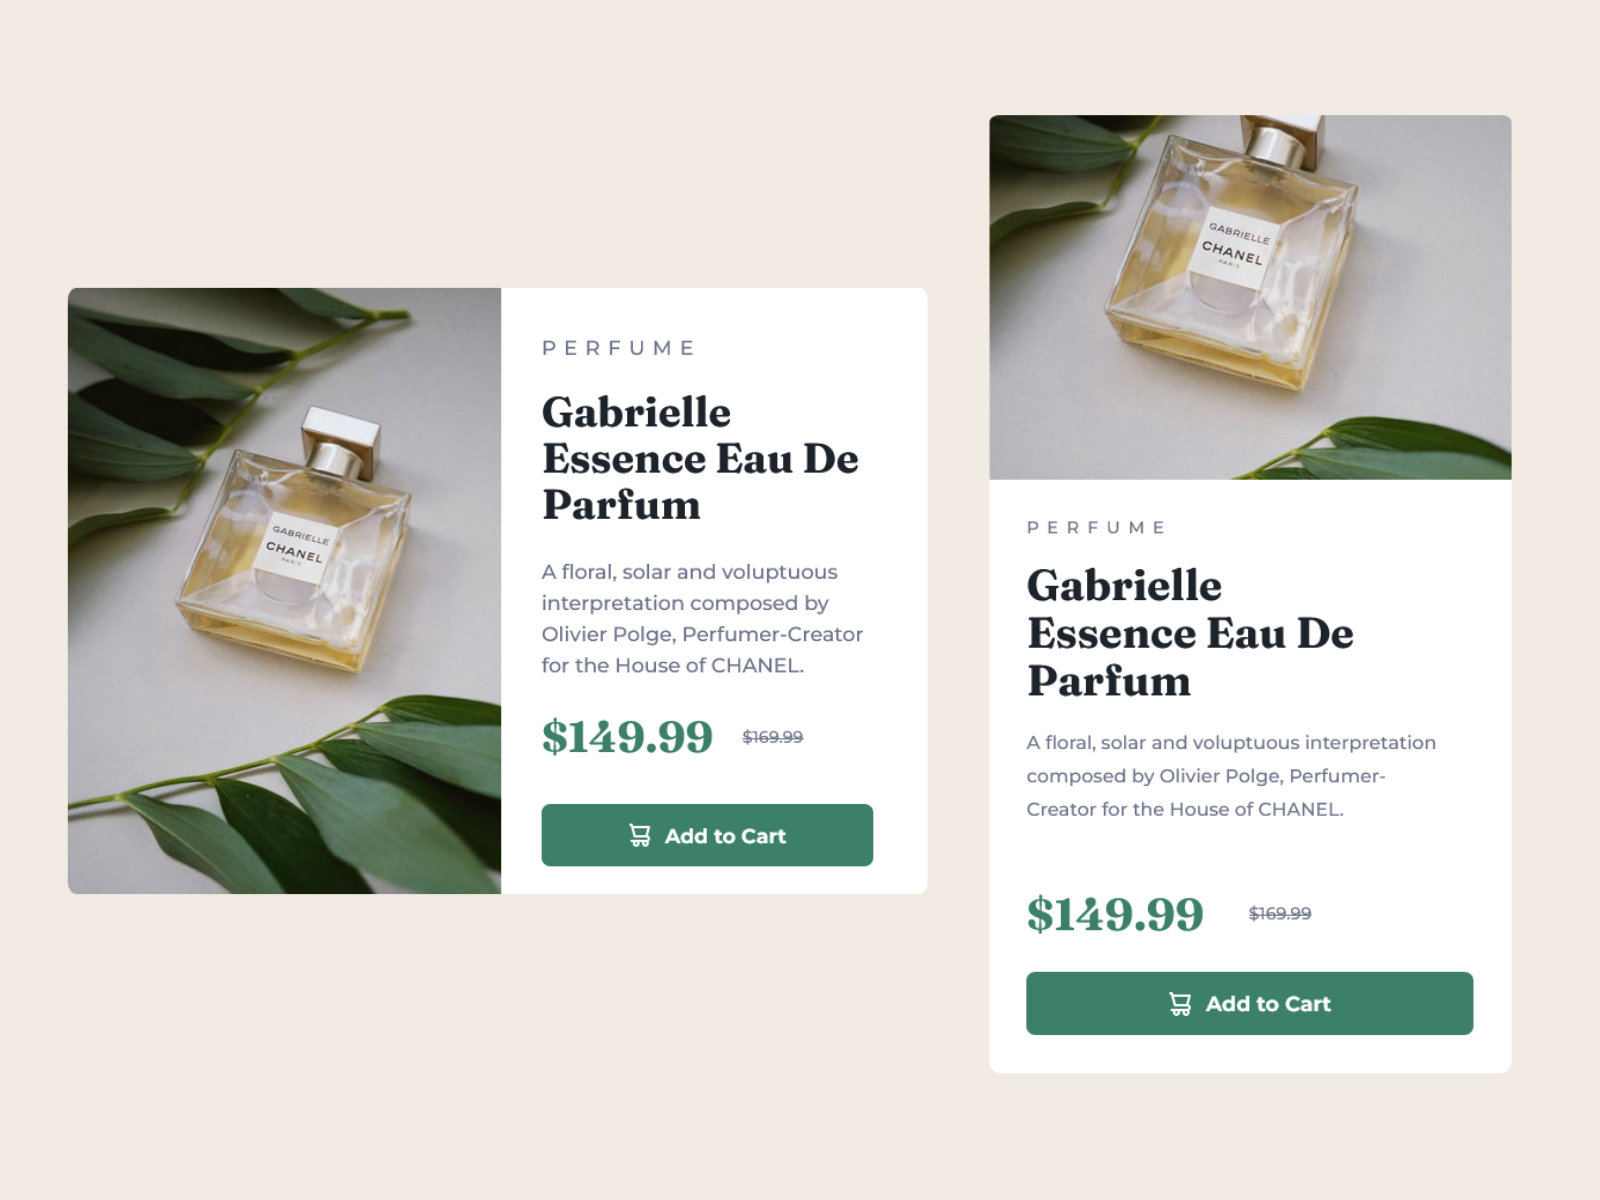 GABRIELLE
CHANEL
PARIS
PERFUME
Gabrielle
Essence Eau De
Parfum
A floral, solar and voluptuous
interpretation composed by
Olivier Polge, Perfumer-Creator
for the House of CHANEL.
$149.99 $169.99
Add to Cart
GABRIELLE
CHANEL
PARIS
PERFUME
Gabrielle
Essence Eau De
Parfum
A floral, solar and voluptuous interpretation
composed by Olivier Polge, Perfumer-
Creator for the House of CHANEL.
$149.99 $169.99
Add to Cart